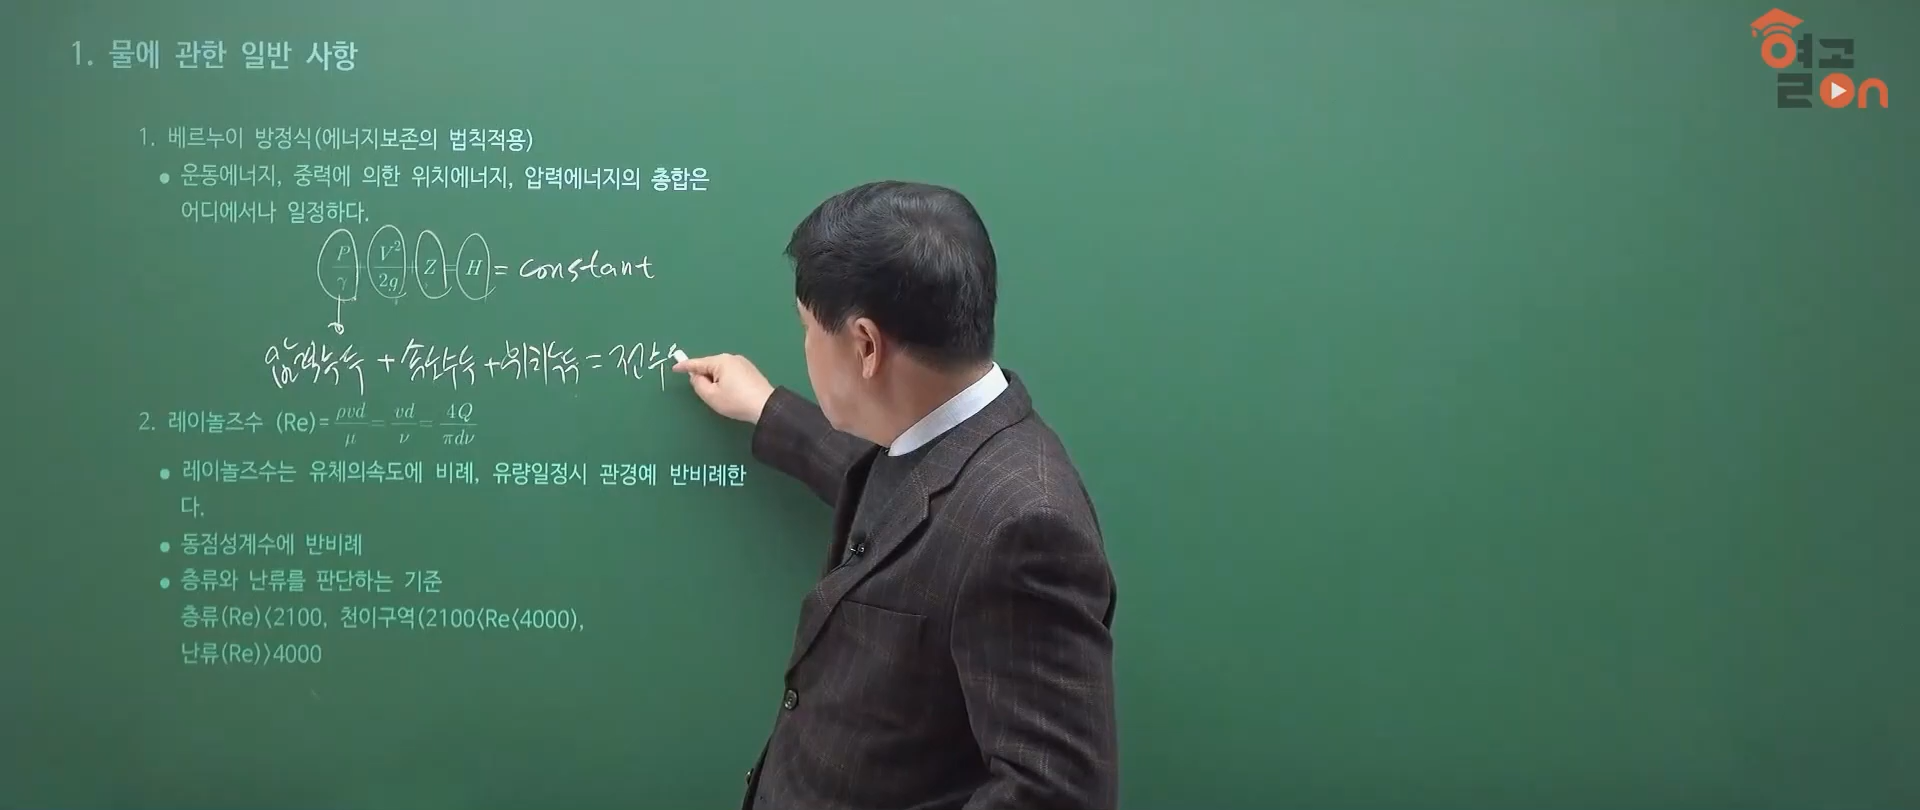 열공on
1. 물에 관한 일반 사항
1. 베르누이 방정식(에너지보존의 법칙적용)
• 운동에너지, 중력에 의한 위치에너지, 압력에너지의 총합은
어디에서나 일정하다.
P/γ + V²/2g + Z = H = constant
압력수두 + 속도수두 + 위치수두 = 전수
2. 레이놀즈수 (Re)= ρvd/μ = vd/ν = 4Q/πdν
• 레이놀즈수는 유체의속도에 비례, 유량일정시 관경예 반비례한
다.
• 동점성계수에 반비례
• 층류와 난류를 판단하는 기준
층류(Re)〈2100, 천이구역(2100〈Re〈4000),
난류(Re)〉4000